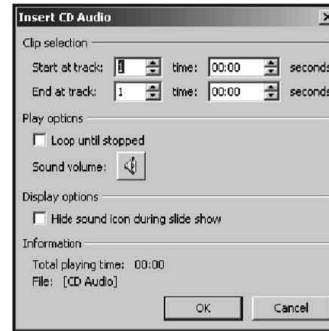 Insert CD Audio
Clip selection
Start at track: 1 time: 00:00 seconds
End at track: 1 time: 00:00 seconds
Play options
Loop until stopped
Sound volume:
Display options
Hide sound icon during slide show
Information
Total playing time: 00:00
File: [CD Audio]
OK Cancel